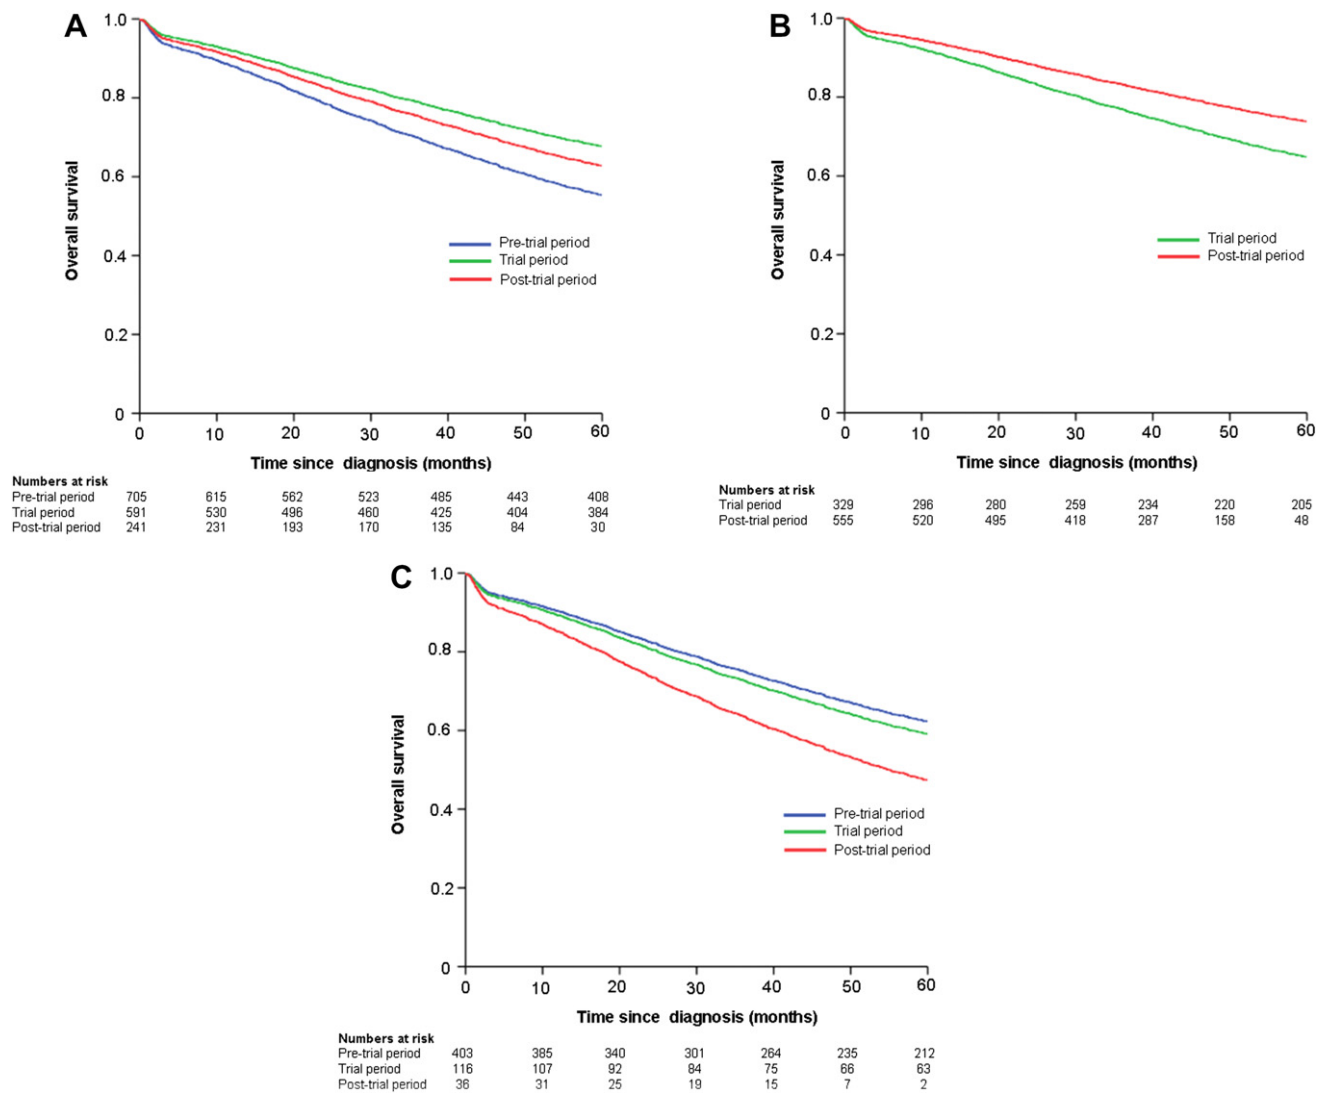 A
1.0
0.8
0.6
0.4
0.2
0
Overall survival
Pre-trial period
Trial period
Post-trial period
0 10 20 30 40 50 60
Time since diagnosis (months)
Numbers at risk
Pre-trial period 705 615 562 523 485 443 408
Trial period 591 530 496 460 425 404 384
Post-trial period 241 231 193 170 135 84 30
B
1.0
0.8
0.6
0.4
0.2
0
Overall survival
Trial period
Post-trial period
0 10 20 30 40 50 60
Time since diagnosis (months)
Numbers at risk
Trial period 329 296 280 259 234 220 205
Post-trial period 555 520 495 418 287 158 48
C
1.0
0.8
0.6
0.4
0.2
0
Overall survival
Pre-trial period
Trial period
Post-trial period
0 10 20 30 40 50 60
Time since diagnosis (months)
Numbers at risk
Pre-trial period 403 385 340 301 264 235 212
Trial period 116 107 92 84 75 66 63
Post-trial period 36 31 25 19 15 7 2